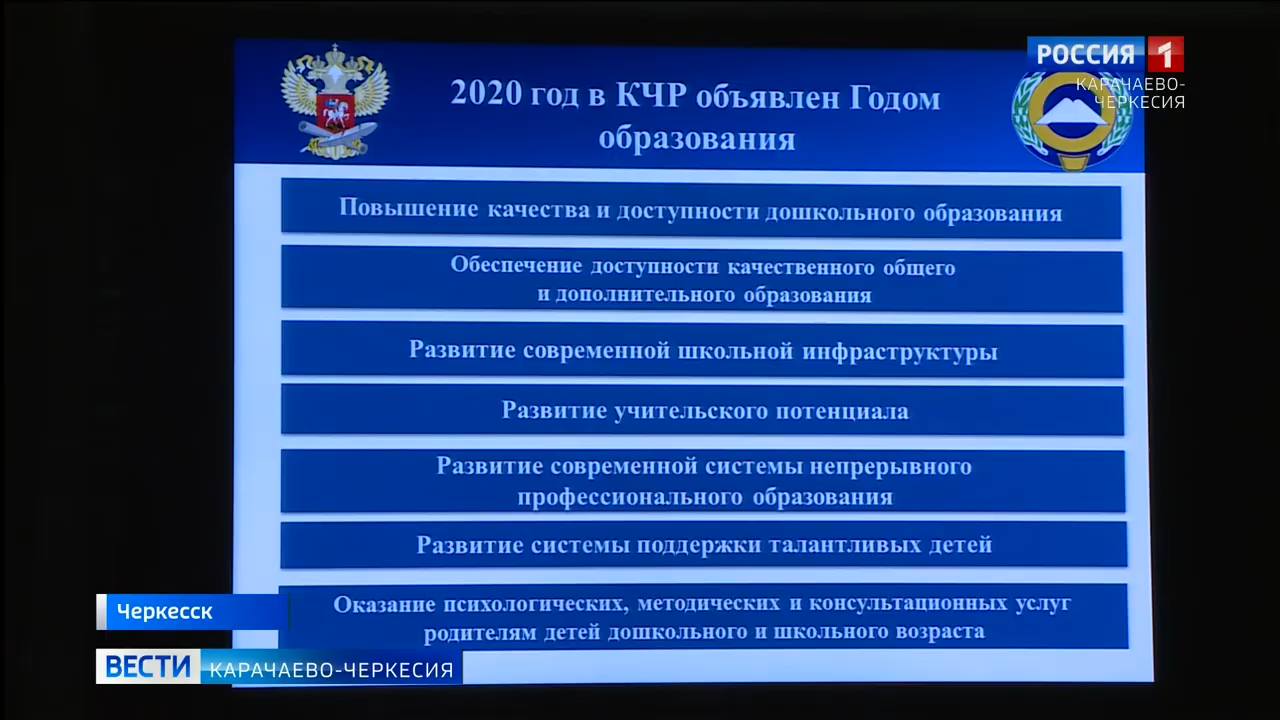 РОССИЯ 1
КАРАЧАЕВО-
ЧЕРКЕСИЯ
2020 год в КЧР объявлен Годом
образования
Повышение качества и доступности дошкольного образования
Обеспечение доступности качественного общего
и дополнительного образования
Развитие современной школьной инфраструктуры
Развитие учительского потенциала
Развитие современной системы непрерывного
профессионального образования
Развитие системы поддержки талантливых детей
Оказание психологических, методических и консультационных услуг
родителям детей дошкольного и школьного возраста
Черкесск
ВЕСТИ КАРАЧАЕВО-ЧЕРКЕСИЯ